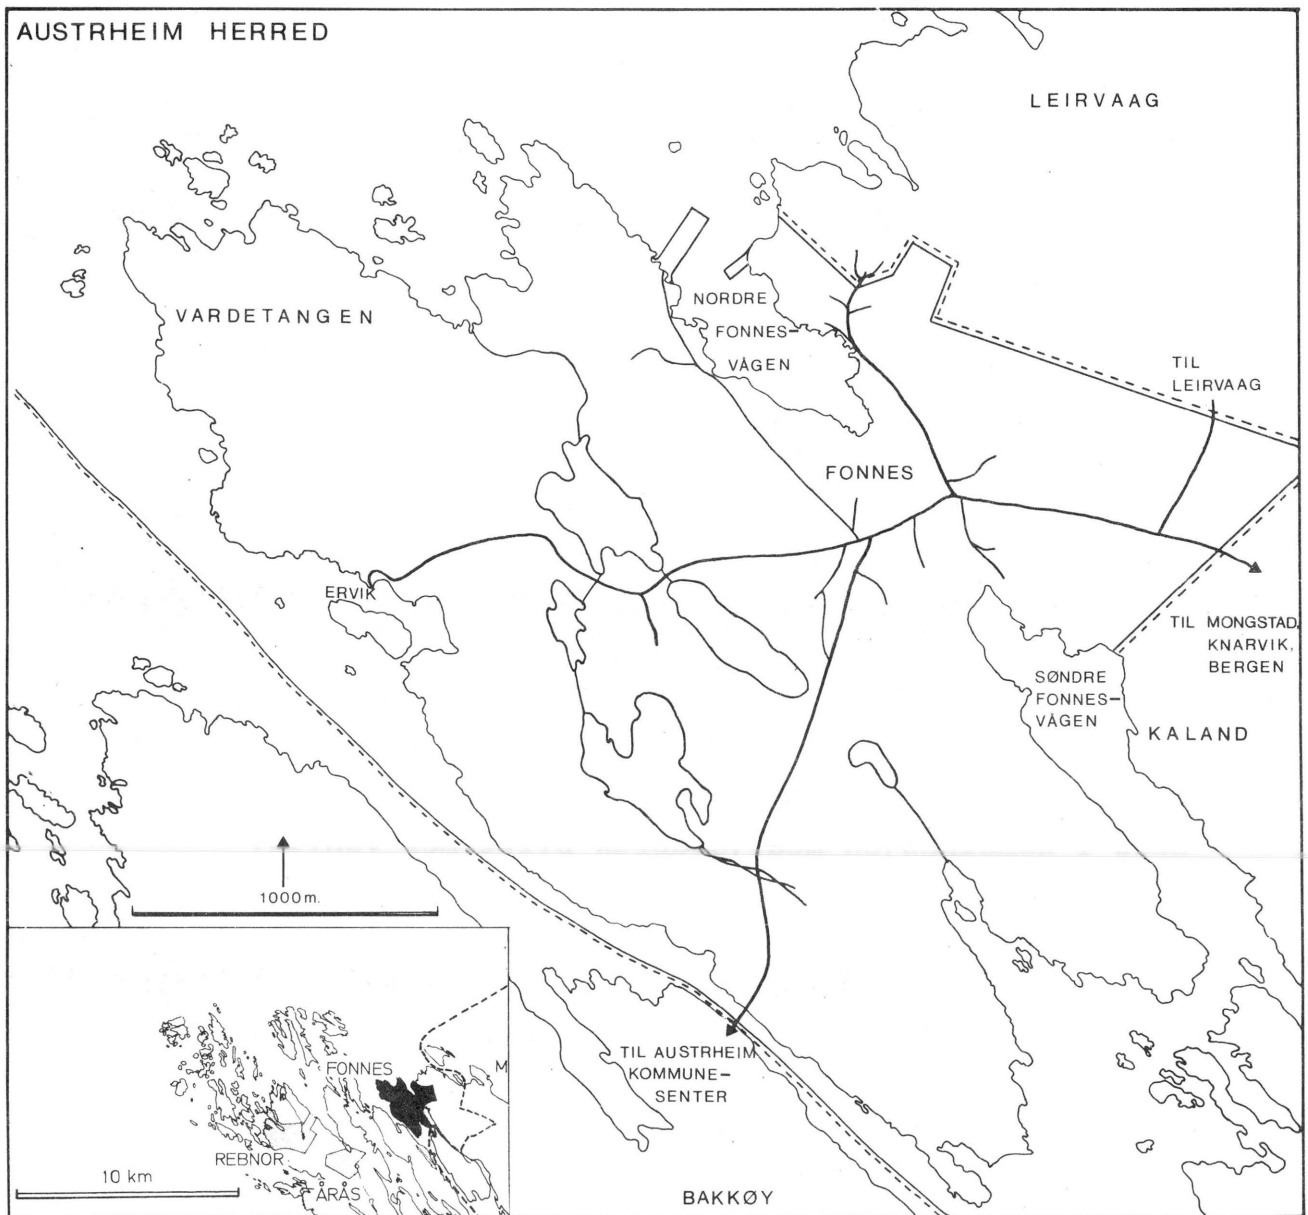 AUSTRHEIM HERRED
LEIRVAAG
VARDETANGEN
NORDRE
FONNES-
VÅGEN
TIL
LEIRVAAG
FONNES
ERVIK
TIL MONGSTAD,
KNARVIK,
BERGEN
SØNDRE
FONNES-
VÅGEN
KALAND
1000m.
TIL AUSTRHEIM
KOMMUNE-
SENTER
BAKKØY
FONNES
M
REBNOR
10 km
ÅRÅS